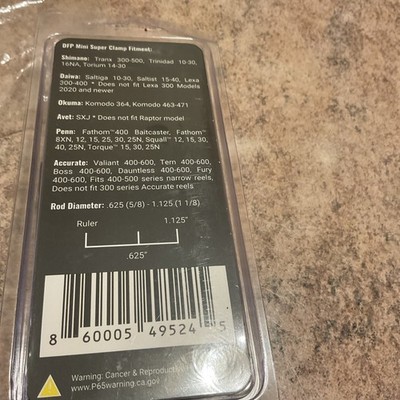 DFP Mini Super Clamp Fitment:
Shimano: Tranx 300-500, Trinidad 10-30,
16NA, Torium 14-30
Daiwa: Saltiga 10-30, Saltist 15-40, Lexa
300-400 * Does not fit Lexa 300 Models
2020 and newer
Okuma: Komodo 364, Komodo 463-471
Avet: SXJ * Does not fit Raptor model
Penn: Fathom™400 Baitcaster, Fathom™
8XN, 12, 15, 25, 30, 25N, Squall™ 12, 15, 30,
40, 25N, Torque™ 15, 30, 25N
Accurate: Valiant 400-600, Tern 400-600,
Boss 400-600, Dauntless 400-600, Fury
400-600, Fits 400-500 series narrow reels,
Does not fit 300 series Accurate reels
Rod Diameter: .625 (5/8) - 1.125 (1 1/8)
Ruler 1.125"
.625"
8 60005 49524 5
Warning: Cancer & Reproductive
www.P65warning.ca.gov